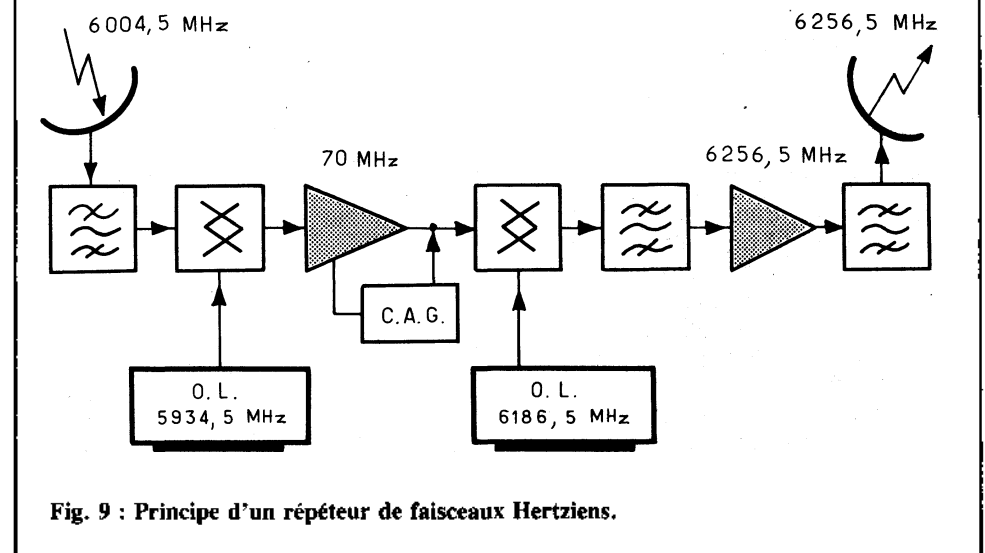 6004,5 MHz
6256,5 MHz
70 MHz
6256,5 MHz
C.A.G.
O.L.
5934,5 MHz
O.L.
6186,5 MHz
Fig. 9 : Principe d'un répéteur de faisceaux Hertziens.